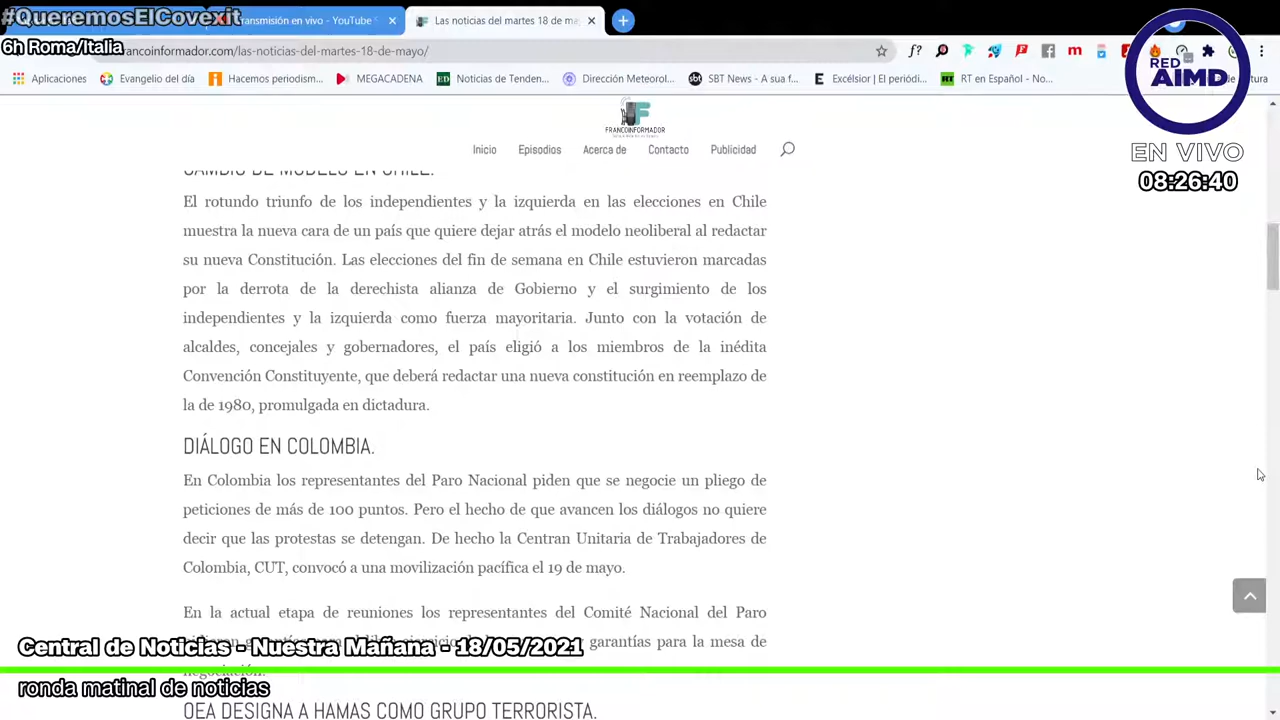 #QueremosElCovexit
transmisión en vivo - YouTube
Las noticias del martes 18 de ma
6h Roma/Italia
ancoinformador.com/las-noticias-del-martes-18-de-mayo/
Aplicaciones
Evangelio del día
Hacemos periodism...
MEGACADENA
Noticias de Tenden...
Dirección Meteorol...
SBT News - A sua f...
Excélsior | El periódi...
RT en Español - No...
RED
AIMD
FRANCOINFORMADOR
EN VIVO
08:26:40
Inicio
Episodios
Acerca de
Contacto
Publicidad
CAMBIO DE MODELO EN CHILE.
El rotundo triunfo de los independientes y la izquierda en las elecciones en Chile
muestra la nueva cara de un país que quiere dejar atrás el modelo neoliberal al redactar
su nueva Constitución. Las elecciones del fin de semana en Chile estuvieron marcadas
por la derrota de la derechista alianza de Gobierno y el surgimiento de los
independientes y la izquierda como fuerza mayoritaria. Junto con la votación de
alcaldes, concejales y gobernadores, el país eligió a los miembros de la inédita
Convención Constituyente, que deberá redactar una nueva constitución en reemplazo de
la de 1980, promulgada en dictadura.
DIÁLOGO EN COLOMBIA.
En Colombia los representantes del Paro Nacional piden que se negocie un pliego de
peticiones de más de 100 puntos. Pero el hecho de que avancen los diálogos no quiere
decir que las protestas se detengan. De hecho la Centran Unitaria de Trabajadores de
Colombia, CUT, convocó a una movilización pacífica el 19 de mayo.
En la actual etapa de reuniones los representantes del Comité Nacional del Paro
garantías para la mesa de
negociación.
Central de Noticias - Nuestra Mañana - 18/05/2021
ronda matinal de noticias
OEA DESIGNA A HAMAS COMO GRUPO TERRORISTA.